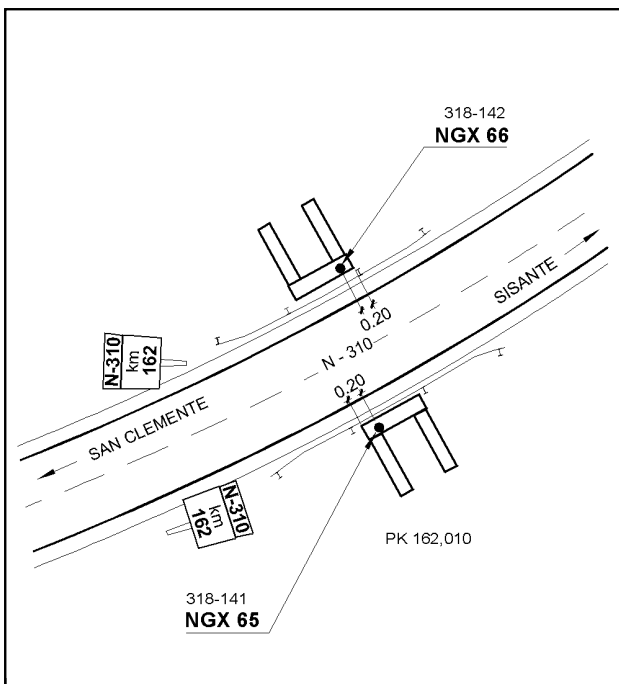 318-142
NGX 66
SISANTE
0.20
N - 310
N-310
km
162
0.20
SAN CLEMENTE
N-310
km
162
PK 162,010
318-141
NGX 65